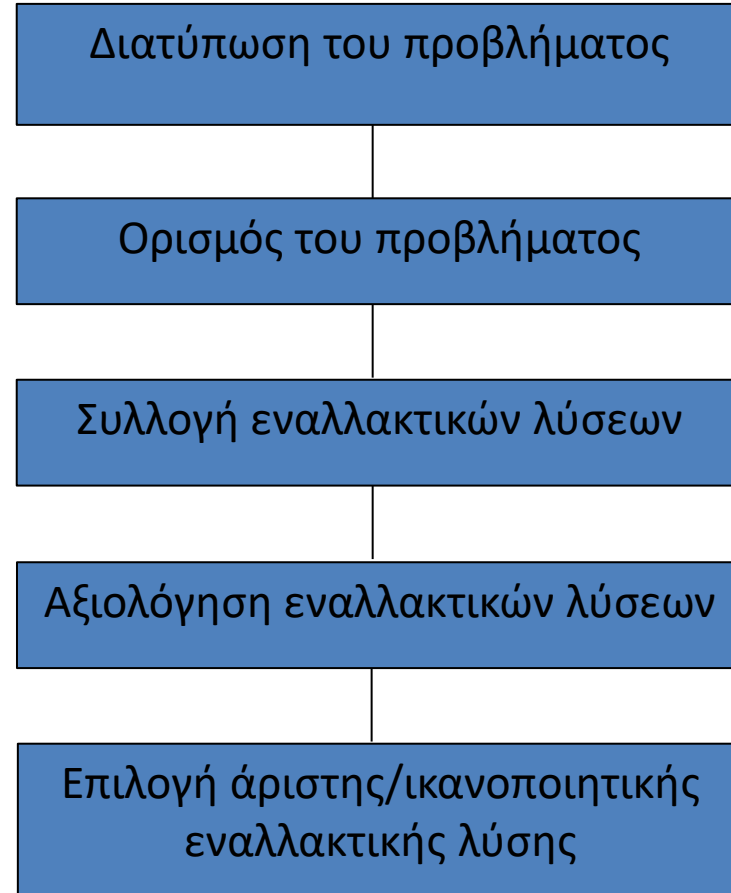 Διατύπωση του προβλήματος
Ορισμός του προβλήματος
Συλλογή εναλλακτικών λύσεων
Αξιολόγηση εναλλακτικών λύσεων
Επιλογή άριστης/ικανοποιητικής
εναλλακτικής λύσης